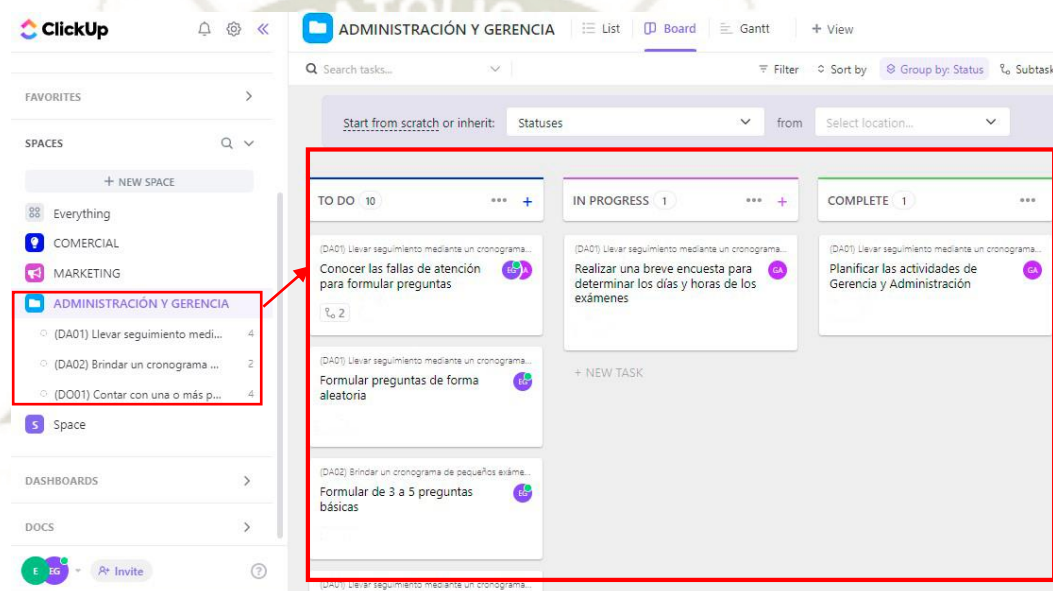 CATÓLIC
ClickUp
FAVORITES
SPACES
+ NEW SPACE
Everything
COMERCIAL
MARKETING
ADMINISTRACIÓN Y GERENCIA
(DA01) Llevar seguimiento medi... 4
(DA02) Brindar un cronograma ... 2
(DO01) Contar con una o más p... 4
S Space
DASHBOARDS
DOCS
E EG Invite ?
ADMINISTRACIÓN Y GERENCIA List Board Gantt + View
Search tasks... Filter Sort by Group by: Status Subtask
Start from scratch or inherit: Statuses from Select location...
TO DO 10 ... +
(DA01) Llevar seguimiento mediante un cronograma...
Conocer las fallas de atención EG A
para formular preguntas
2
(DA01) Llevar seguimiento mediante un cronograma...
Formular preguntas de forma EG
aleatoria
(DA02) Brindar un cronograma de pequeños exáme...
Formular de 3 a 5 preguntas EG
básicas
(DA01) Llevar seguimiento mediante un cronograma...
IN PROGRESS 1 ... +
(DA01) Llevar seguimiento mediante un cronograma...
Realizar una breve encuesta para GA
determinar los días y horas de los
exámenes
+ NEW TASK
COMPLETE 1 ...
(DA01) Llevar seguimiento mediante un cronograma...
Planificar las actividades de GA
Gerencia y Administración